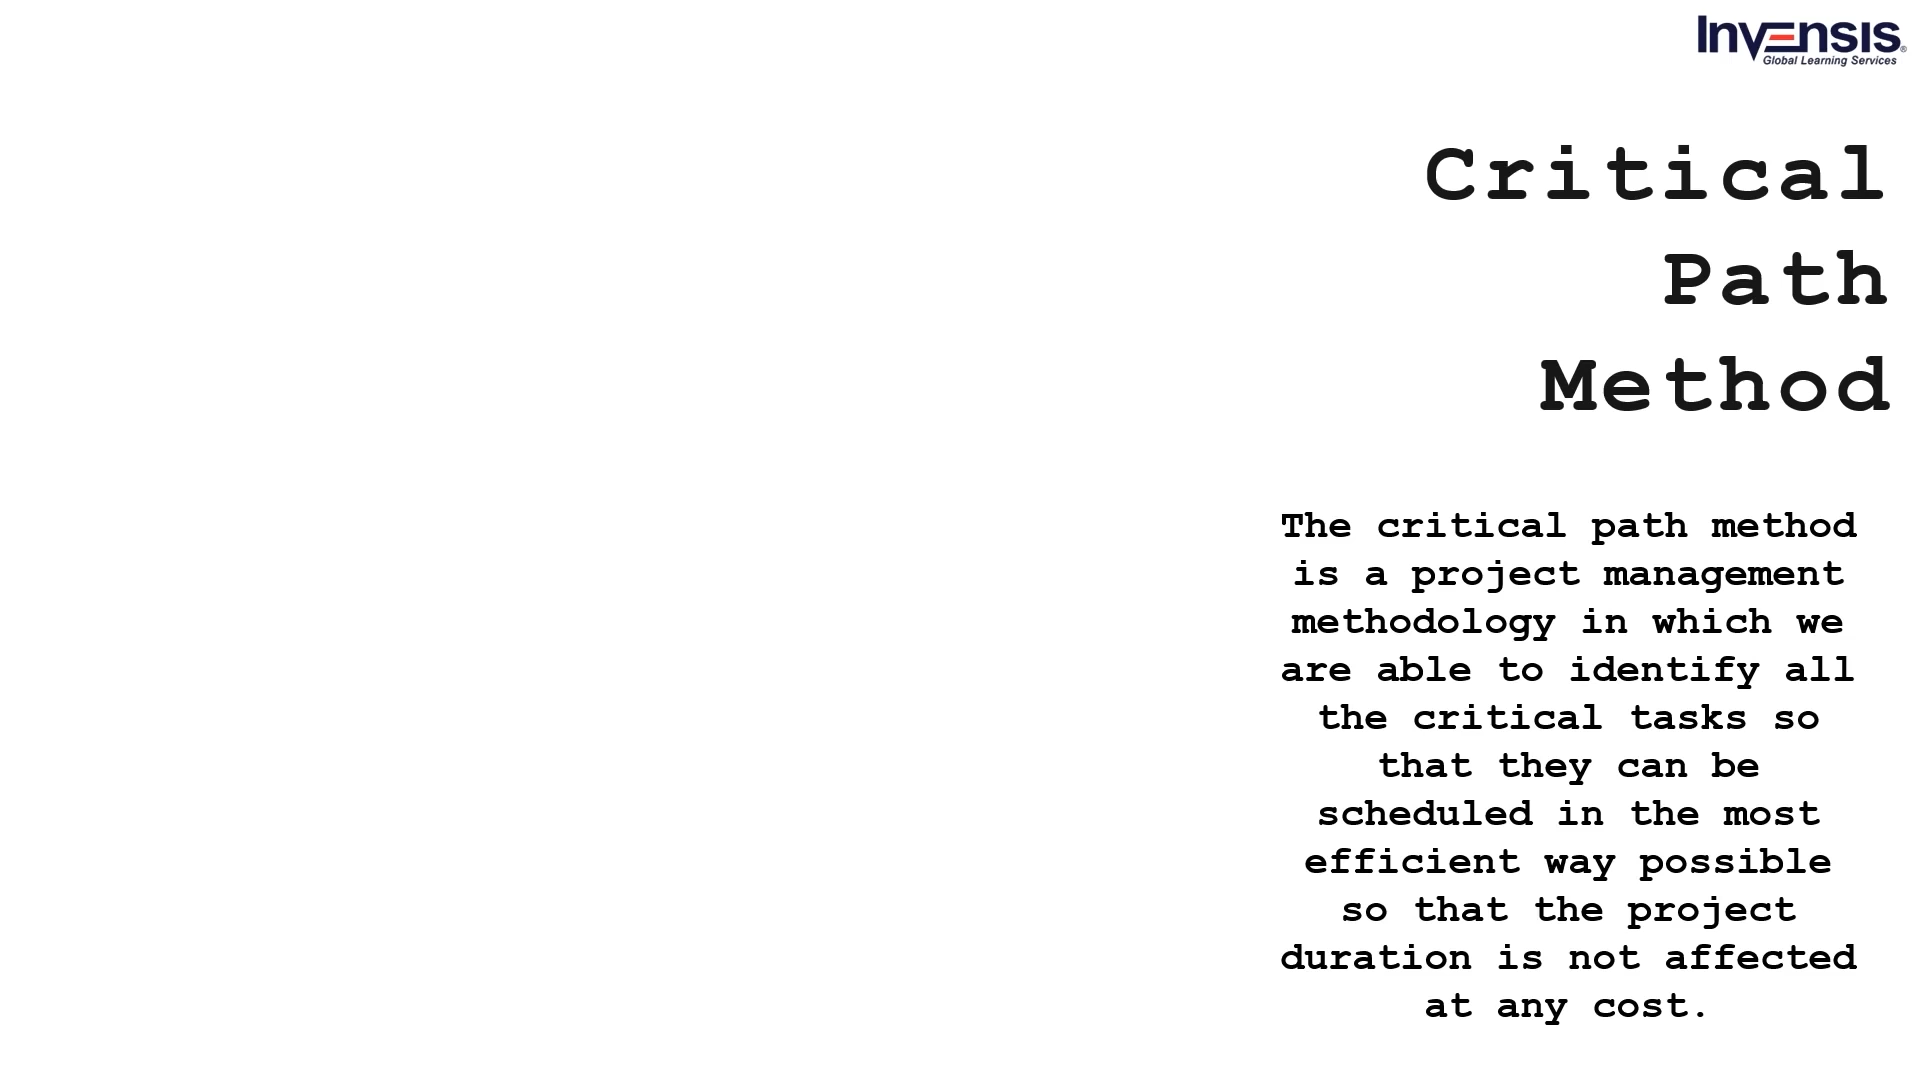 Invensis®
Global Learning Services
Critical
Path
Method
The critical path method
is a project management
methodology in which we
are able to identify all
the critical tasks so
that they can be
scheduled in the most
efficient way possible
so that the project
duration is not affected
at any cost.